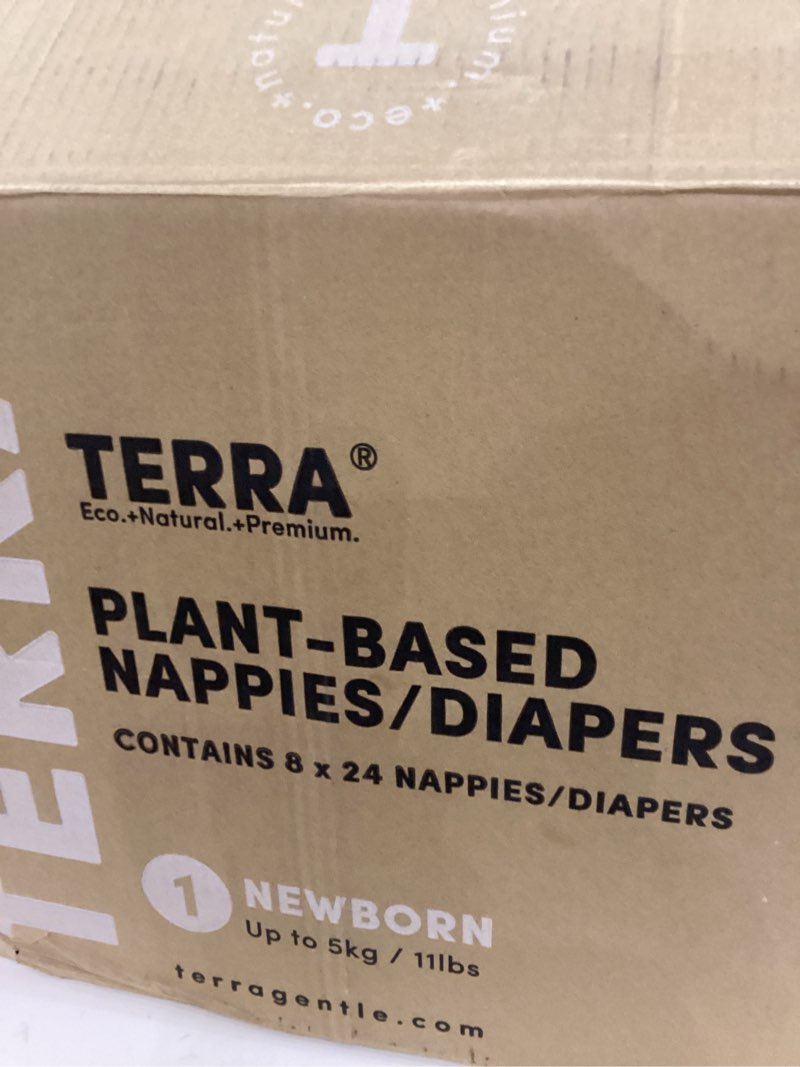 TERRA®
Eco.+Natural.+Premium.
PLANT-BASED
NAPPIES/DIAPERS
CONTAINS 8 x 24 NAPPIES/DIAPERS
1 NEWBORN
Up to 5kg / 11lbs
terragentle.com
* eco. *